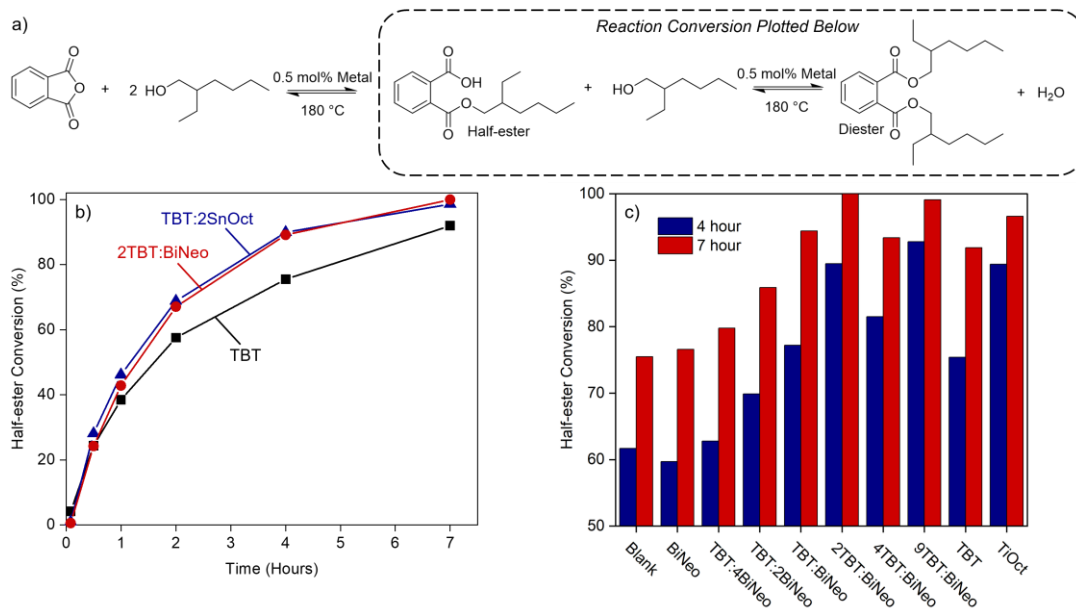 a)
Reaction Conversion Plotted Below
O
O
O
+
2
HO
0.5 mol% Metal
180 °C
O
OH
O
O
Half-ester
+
HO
0.5 mol% Metal
180 °C
O
O
O
O
Diester
+ H₂O
b)
100
80
60
40
20
0
Half-ester Conversion (%)
TBT:2SnOct
2TBT:BiNeo
TBT
0 1 2 3 4 5 6 7
Time (Hours)
c)
100
90
80
70
60
50
Half-ester Conversion (%)
4 hour
7 hour
Blank
BiNeo
TBT:4BiNeo
TBT:2BiNeo
TBT:BiNeo
2TBT:BiNeo
4TBT:BiNeo
9TBT:BiNeo
TBT
TiOct